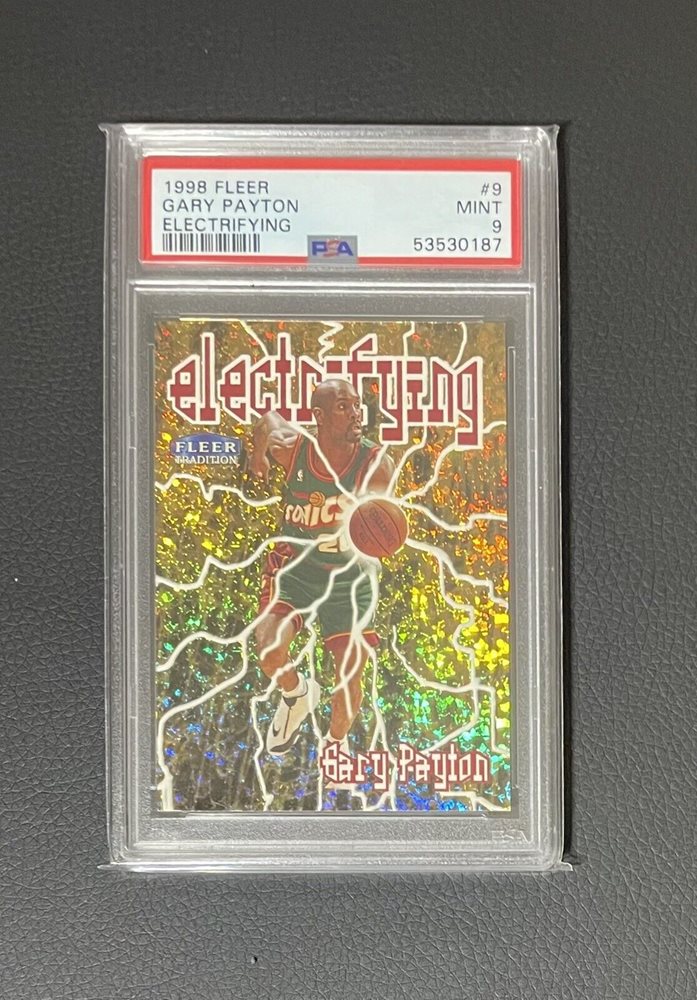 1998 FLEER #9
GARY PAYTON MINT
ELECTRIFYING 9
PSA 53530187
electrifying
FLEER
TRADITION
SONICS
Gary Payton